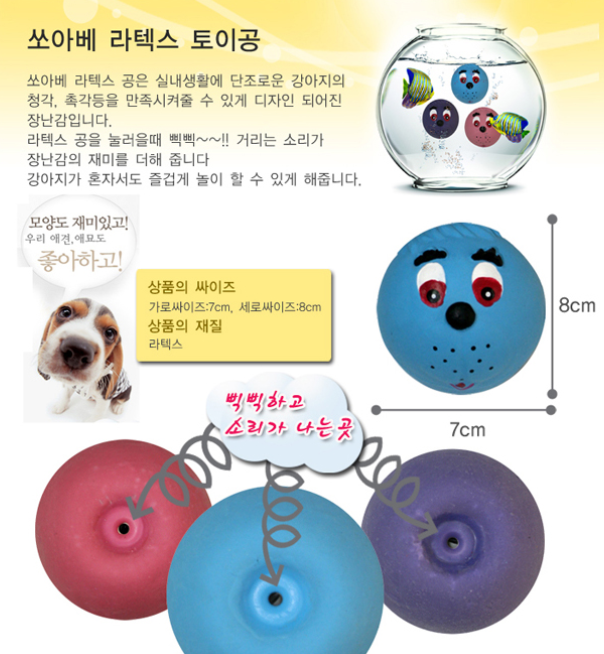 쏘아베 라텍스 토이공
쏘아베 라텍스 공은 실내생활에 단조로운 강아지의
청각, 촉각등을 만족시켜줄 수 있게 디자인 되어진
장난감입니다.
라텍스 공을 눌러을때 삑삑~~!! 거리는 소리가
장난감의 재미를 더해 줍니다
강아지가 혼자서도 즐겁게 놀이 할 수 있게 해줍니다.
모양도 재미있고!
우리 애견,애묘도
좋아하고!
상품의 싸이즈
가로싸이즈:7cm, 세로싸이즈:8cm
상품의 재질
라텍스
8cm
7cm
삑삑하고
소리가 나는곳